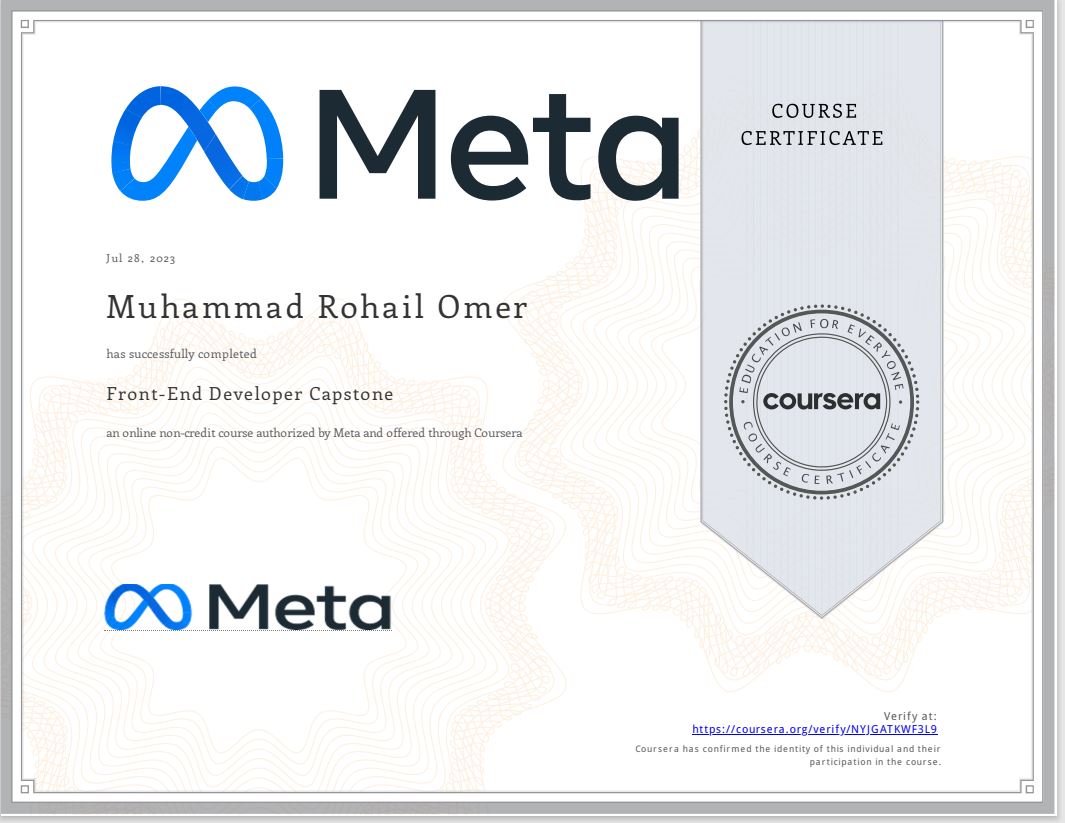 Meta
COURSE
CERTIFICATE
Jul 28, 2023
Muhammad Rohail Omer
has successfully completed
Front-End Developer Capstone
an online non-credit course authorized by Meta and offered through Coursera
EDUCATION FOR EVERYONE
coursera
COURSE CERTIFICATE
Meta
Verify at:
https://coursera.org/verify/NYJGATKWF3L9
Coursera has confirmed the identity of this individual and their
participation in the course.